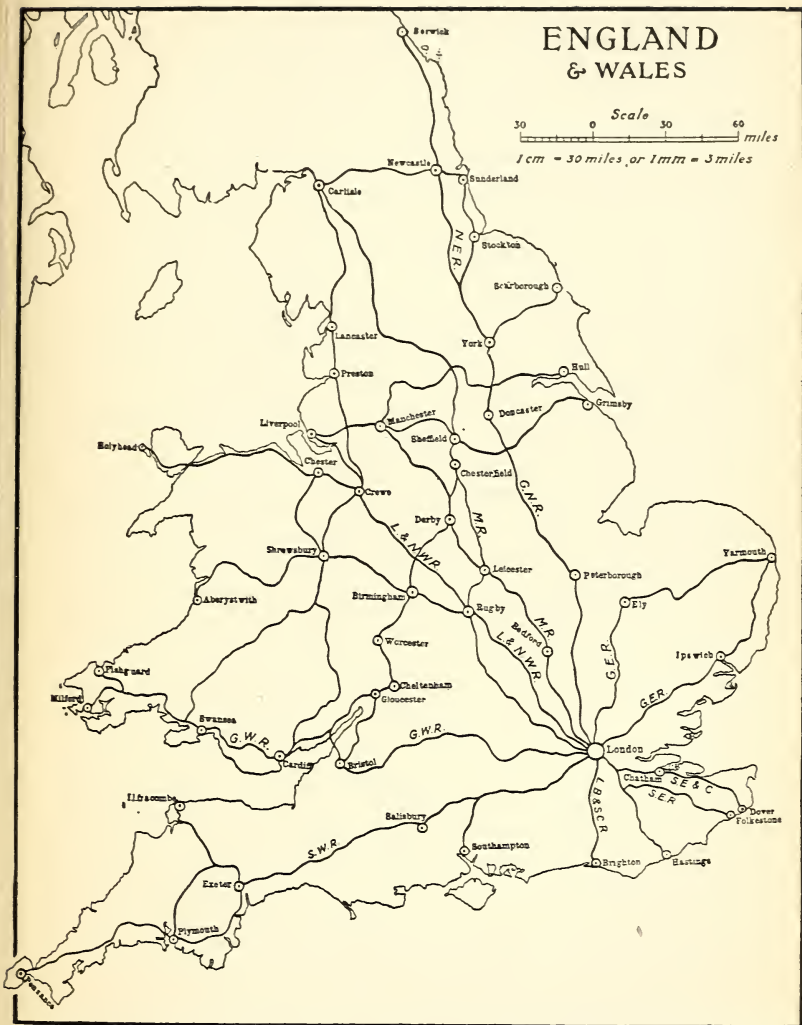 ENGLAND
& WALES
Scale
30 0 30 60
miles
1 cm = 30 miles, or 1 mm = 3 miles
Berwick
Newcastle
Sunderland
Carlisle
Stockton
N.E.R.
Scarborough
York
Lancaster
Preston
Hull
Grimsby
Doncaster
Manchester
Liverpool
Sheffield
Holyhead
Chester
Chesterfield
Crewe
G.N.R.
Derby
M.R.
L & N.W.R.
Shrewsbury
Yarmouth
Leicester
Peterborough
Birmingham
Aberystwith
Rugby
Ely
M.R.
Bedford
L & N.W.R.
Worcester
G.E.R.
Ipswich
Fishguard
Cheltenham
Gloucester
G.E.R.
Milford
Swansea
G.W.R.
G.W.R.
London
Cardiff
Bristol
Chatham
S E & C
S.E.R.
L B & S C R
Ilfracombe
Dover
Folkestone
Salisbury
S.W.R.
Southampton
Brighton
Hastings
Exeter
Plymouth
Penzance